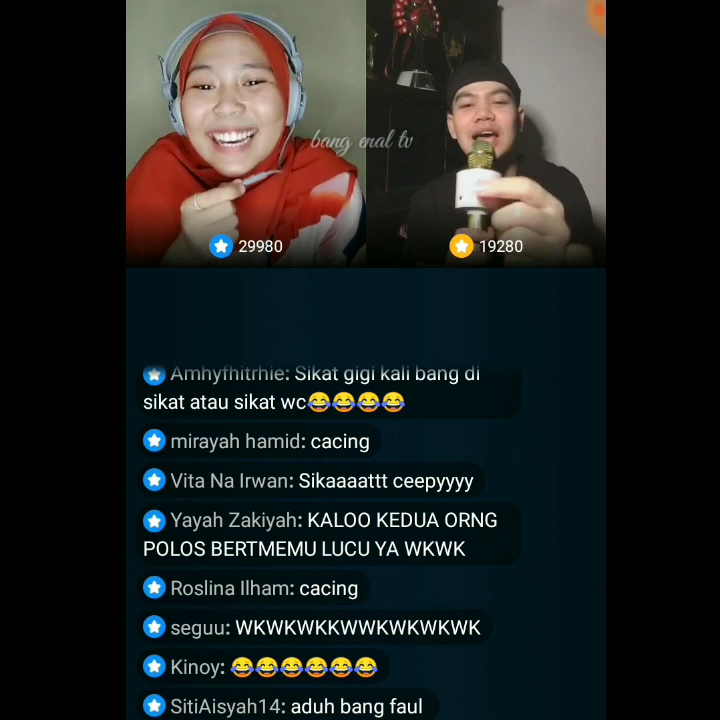 bang enal tv
29980
19280
Amhyfhitrhie: Sikat gigi kali bang di
sikat atau sikat wc😂😂😂😂
mirayah hamid: cacing
Vita Na Irwan: Sikaaaattt ceepyyyy
Yayah Zakiyah: KALOO KEDUA ORNG
POLOS BERTMEMU LUCU YA WKWK
Roslina Ilham: cacing
seguu: WKWKWKKWWKWKWKWK
Kinoy: 😂😂😂😂😂😂
SitiAisyah14: aduh bang faul